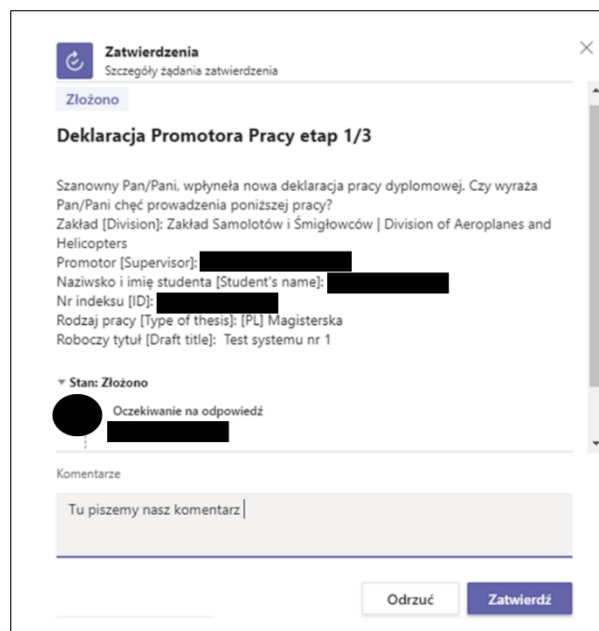 Zatwierdzenia
Szczegóły żądania zatwierdzenia
Złożono
Deklaracja Promotora Pracy etap 1/3
Szanowny Pan/Pani, wpłyneła nowa deklaracja pracy dyplomowej. Czy wyraża
Pan/Pani chęć prowadzenia poniższej pracy?
Zakład [Division]: Zakład Samolotów i Śmigłowców | Division of Aeroplanes and
Helicopters
Promotor [Supervisor]:
Naziwsko i imię studenta [Student's name]:
Nr indeksu [ID]:
Rodzaj pracy [Type of thesis]: [PL] Magisterska
Roboczy tytuł [Draft title]: Test systemu nr 1
Stan: Złożono
Oczekiwanie na odpowiedź
Komentarze
Tu piszemy nasz komentarz
Odrzuć
Zatwierdź